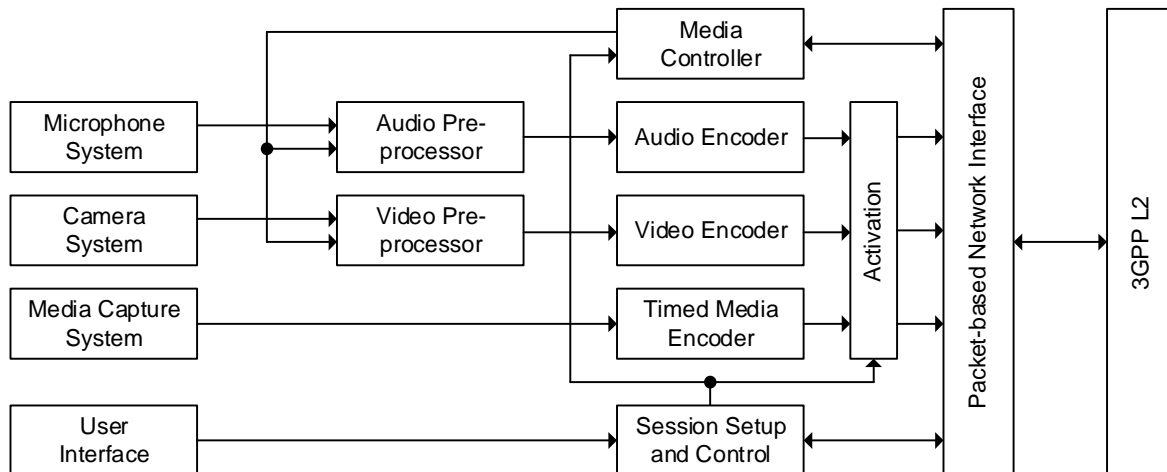 Media
Controller
Microphone
System
Audio Pre-
processor
Audio Encoder
Camera
System
Video Pre-
processor
Video Encoder
Media Capture
System
Timed Media
Encoder
User
Interface
Session Setup
and Control
Activation
Packet-based Network Interface
3GPP L2